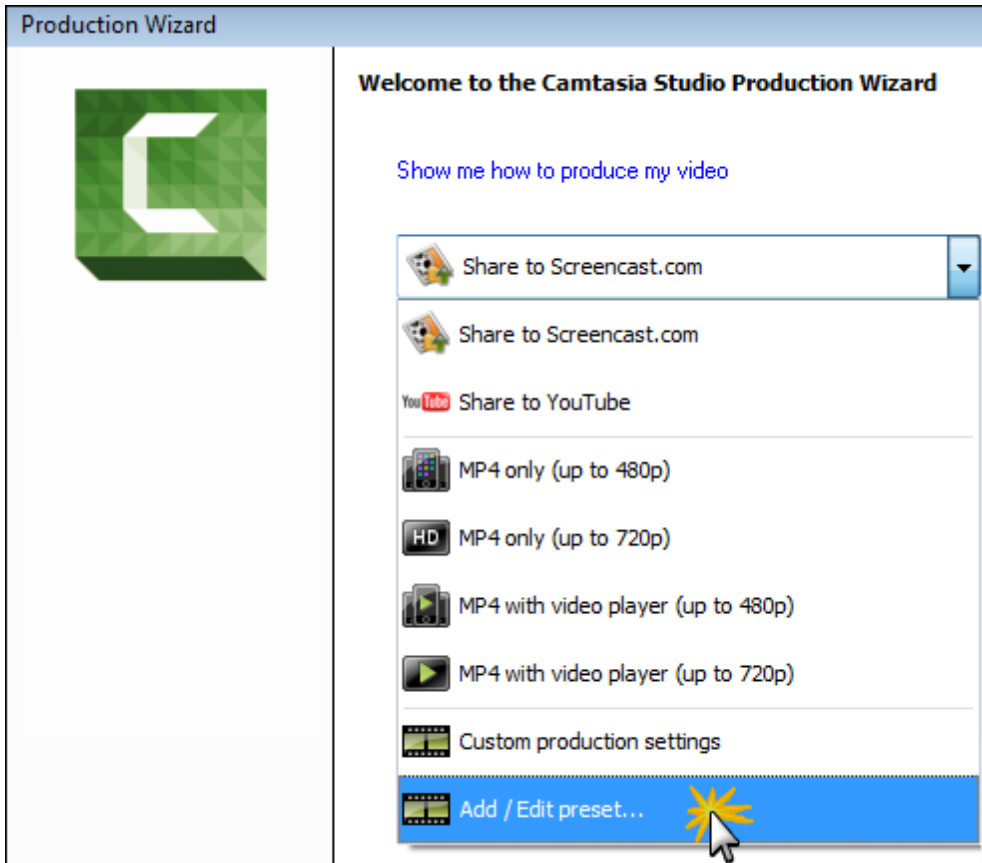 Production Wizard
Welcome to the Camtasia Studio Production Wizard
Show me how to produce my video
Share to Screencast.com
Share to Screencast.com
You Tube Share to YouTube
MP4 only (up to 480p)
HD MP4 only (up to 720p)
MP4 with video player (up to 480p)
MP4 with video player (up to 720p)
Custom production settings
Add / Edit preset...